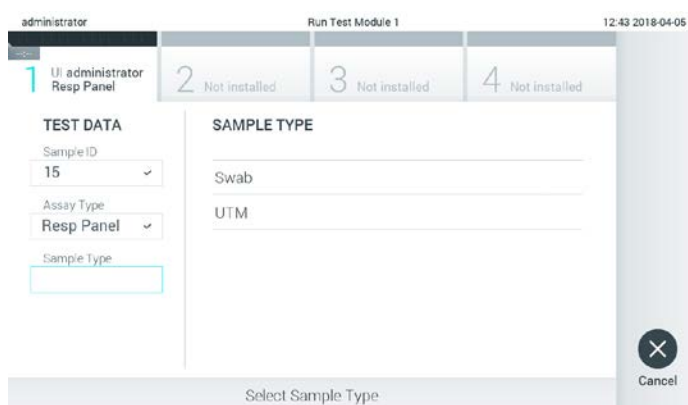 administrator Run Test Module 1 12:43 2018-04-05
1 UI administrator
Resp Panel
2 Not installed
3 Not installed
4 Not installed
TEST DATA
Sample ID
15
Assay Type
Resp Panel
Sample Type
SAMPLE TYPE
Swab
UTM
Cancel
Select Sample Type